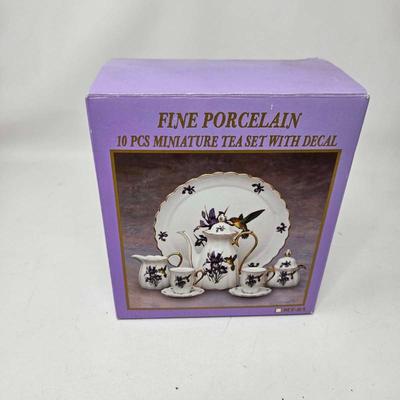 FINE PORCELAIN
10 PCS MINIATURE TEA SET WITH DECAL